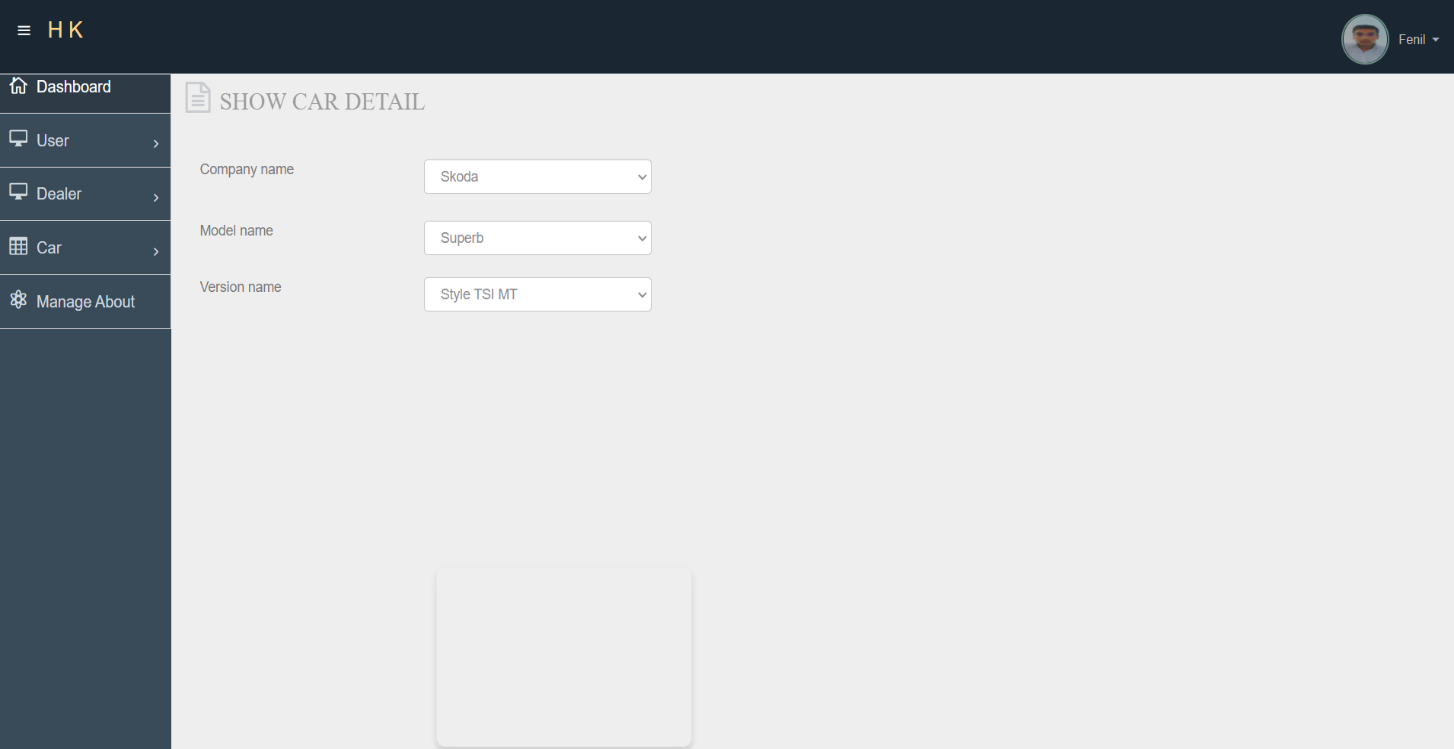 H K
Fenil
Dashboard
User
Dealer
Car
Manage About
SHOW CAR DETAIL
Company name
Skoda
Model name
Superb
Version name
Style TSI MT